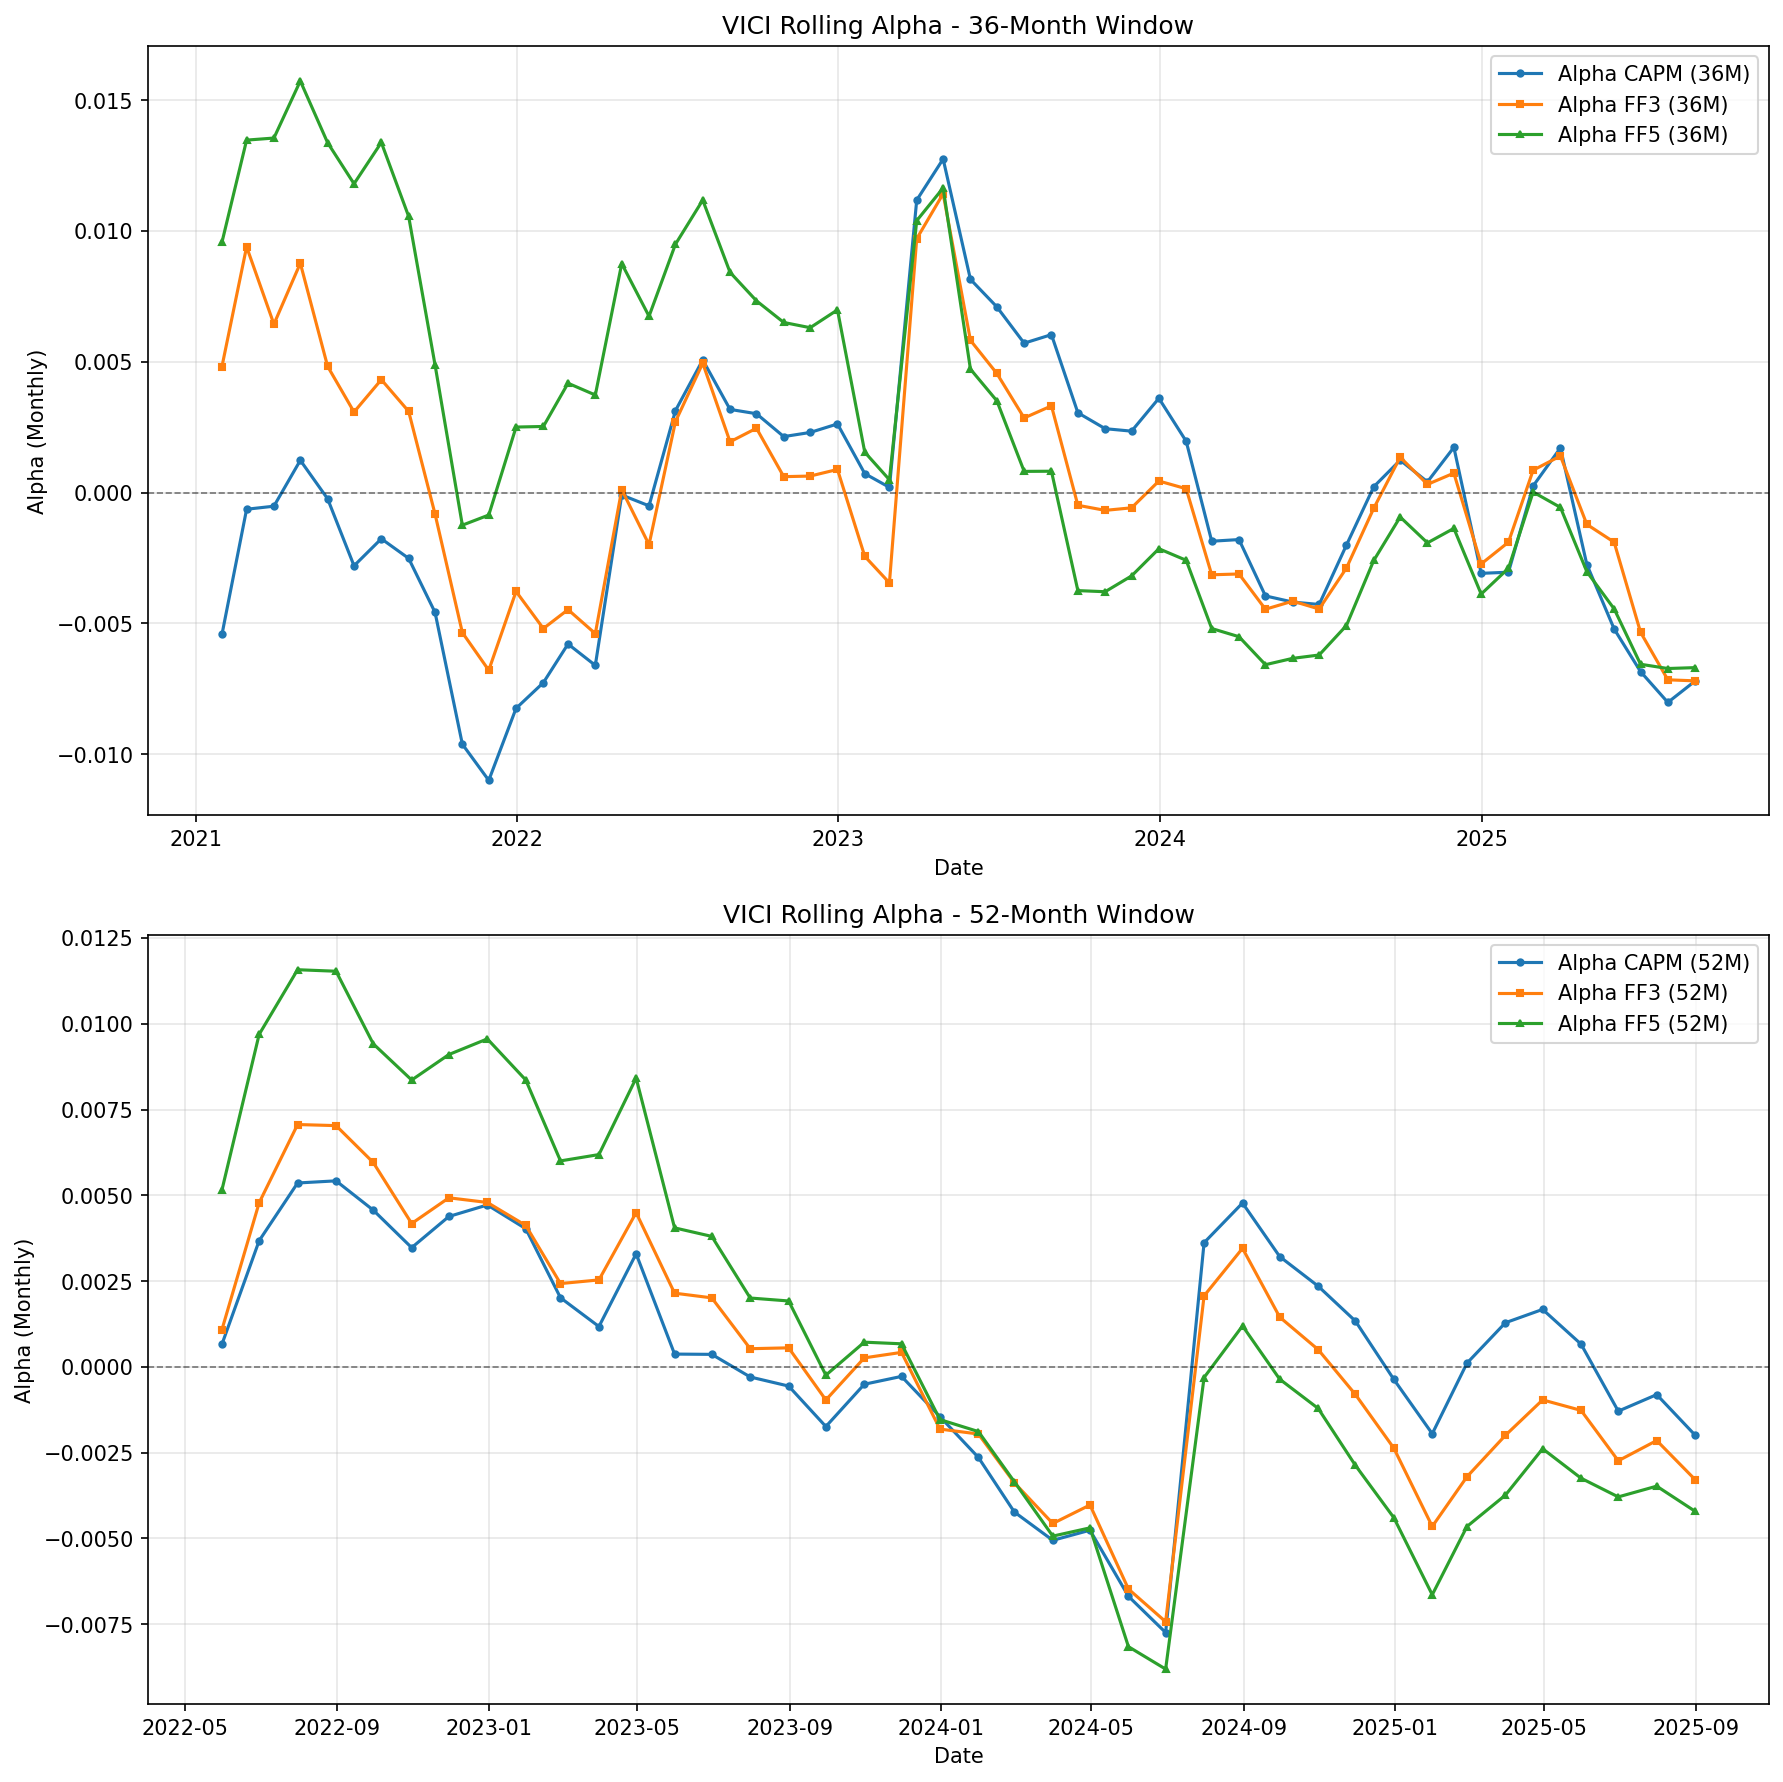 VICI Rolling Alpha - 36-Month Window
Alpha CAPM (36M)
Alpha FF3 (36M)
Alpha FF5 (36M)
Alpha (Monthly)
0.015
0.010
0.005
0.000
−0.005
−0.010
2021
2022
2023
2024
2025
Date
VICI Rolling Alpha - 52-Month Window
Alpha CAPM (52M)
Alpha FF3 (52M)
Alpha FF5 (52M)
Alpha (Monthly)
0.0125
0.0100
0.0075
0.0050
0.0025
0.0000
−0.0025
−0.0050
−0.0075
2022-05
2022-09
2023-01
2023-05
2023-09
2024-01
2024-05
2024-09
2025-01
2025-05
2025-09
Date